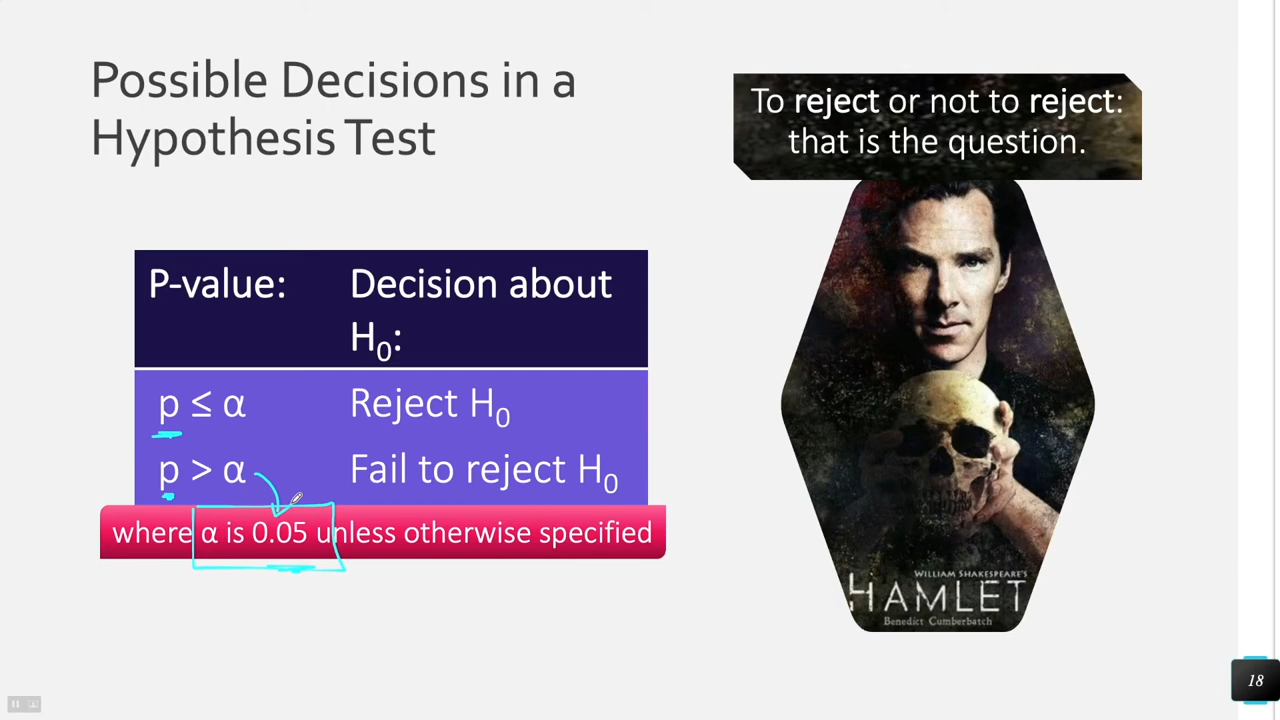 Possible Decisions in a
Hypothesis Test
To reject or not to reject:
that is the question.
P-value: Decision about
H₀:
p ≤ α Reject H₀
p > α Fail to reject H₀
where α is 0.05 unless otherwise specified
WILLIAM SHAKESPEARE'S
HAMLET
Benedict Cumberbatch
18